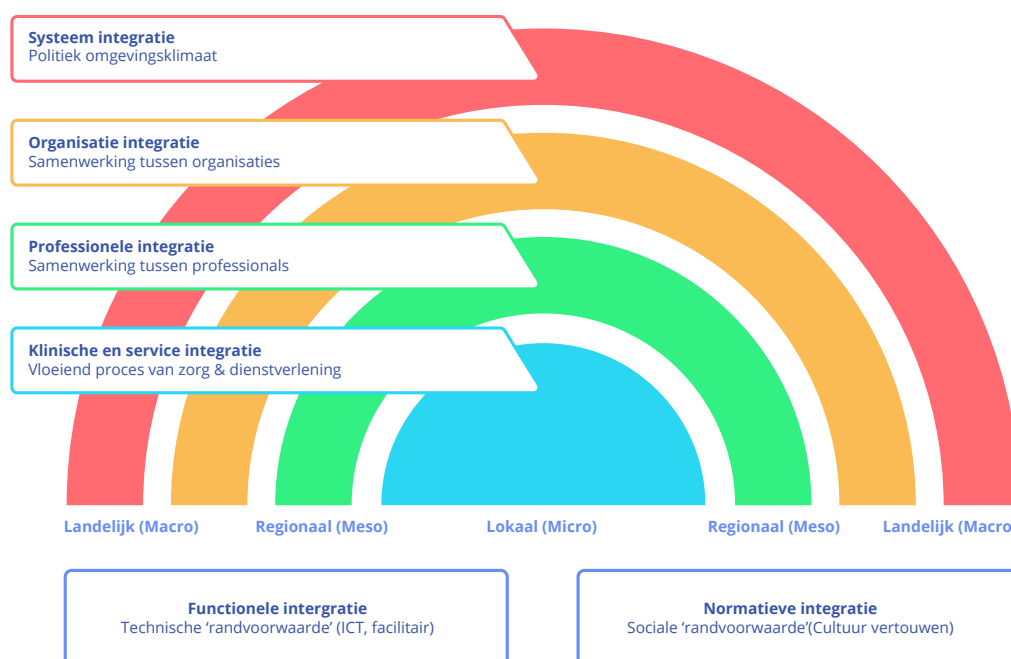 Systeem integratie
Politiek omgevingsklimaat
Organisatie integratie
Samenwerking tussen organisaties
Professionele integratie
Samenwerking tussen professionals
Klinische en service integratie
Vloeiend proces van zorg & dienstverlening
Landelijk (Macro) Regionaal (Meso) Lokaal (Micro) Regionaal (Meso) Landelijk (Macro
Functionele intergratie
Technische ‘randvoorwaarde’ (ICT, facilitair)
Normatieve integratie
Sociale ‘randvoorwaarde’(Cultuur vertouwen)